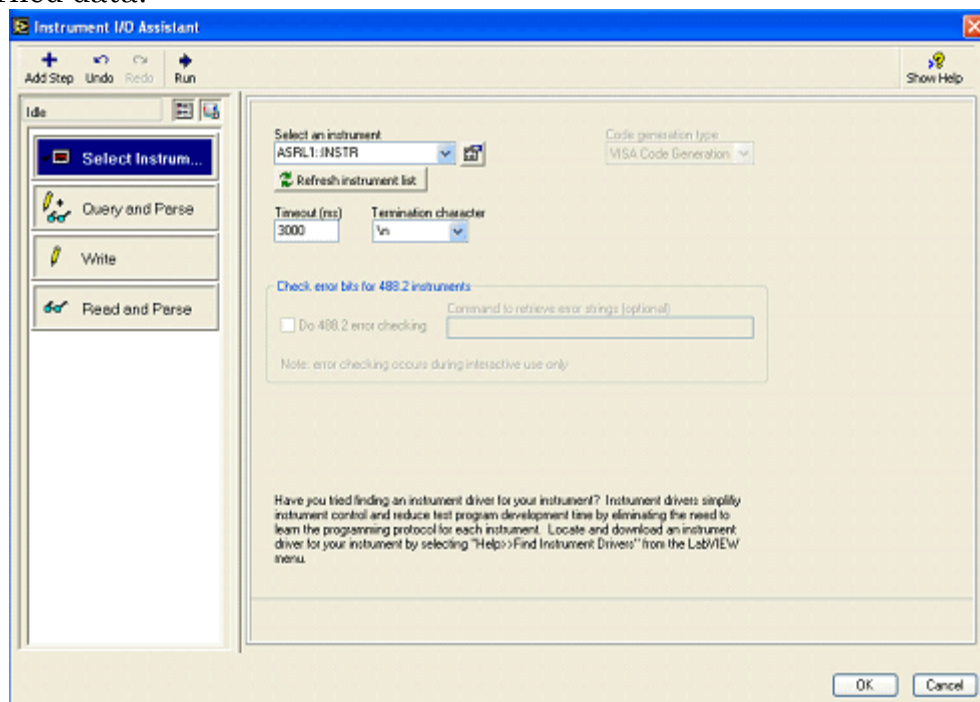 Instrument I/O Assistant
Add Step Undo Redo Run Show Help
Idle
Select Instrum...
Query and Parse
Write
Read and Parse
Select an instrument Code generation type
ASRL1::INSTR VISA Code Generation
Refresh instrument list
Timeout (ms) Termination character
3000 \n
Check error bits for 488.2 instruments
Command to retrieve error strings (optional)
Do 488.2 error checking
Note: error checking occurs during interactive use only
Have you tried finding an instrument driver for your instrument? Instrument drivers simplify
instrument control and reduce test program development time by eliminating the need to
learn the programming protocol for each instrument. Locate and download an instrument
driver for your instrument by selecting "Help>>Find Instrument Drivers" from the LabVIEW
menu.
OK Cancel